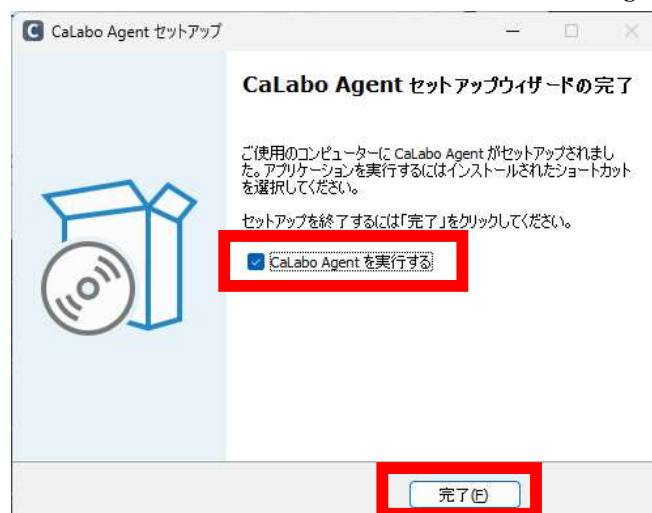 CaLabo Agent セットアップ
CaLabo Agent セットアップウィザードの完了
ご使用のコンピューターに CaLabo Agent がセットアップされまし
た。アプリケーションを実行するにはインストールされたショートカット
を選択してください。
セットアップを終了するには「完了」をクリックしてください。
CaLabo Agent を実行する
完了(F)